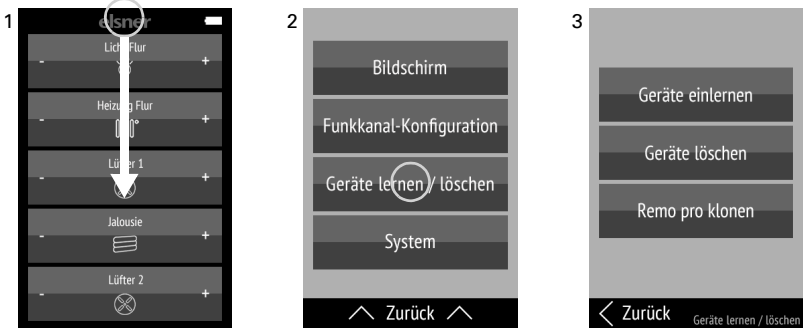 1
elsner
Licht Flur
- +
Heizung Flur
- +
Lüfter 1
- +
Jalousie
- +
Lüfter 2
- +
2
Bildschirm
Funkkanal-Konfiguration
Geräte lernen / löschen
System
Zurück
3
Geräte einlernen
Geräte löschen
Remo pro klonen
Zurück
Geräte lernen / löschen